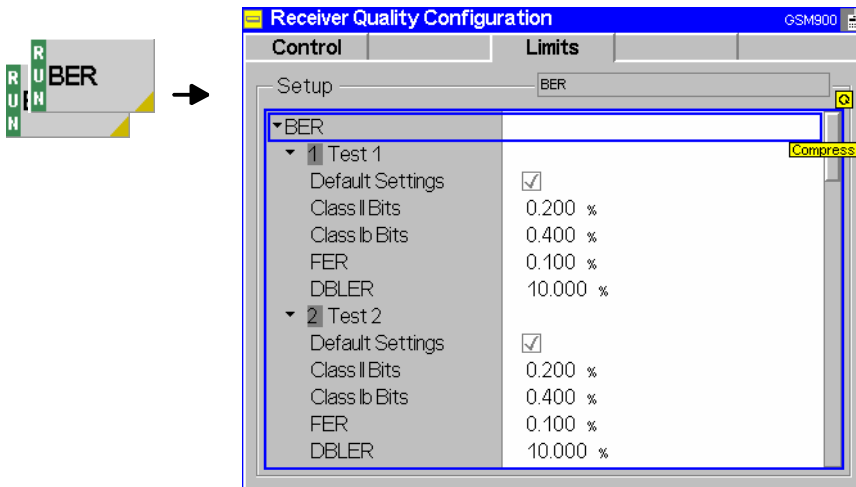 RUN
BER
RUN
Receiver Quality Configuration GSM900
Control Limits
Setup BER
BER
Compress
1 Test 1
Default Settings
Class II Bits 0.200 %
Class Ib Bits 0.400 %
FER 0.100 %
DBLER 10.000 %
2 Test 2
Default Settings
Class II Bits 0.200 %
Class Ib Bits 0.400 %
FER 0.100 %
DBLER 10.000 %